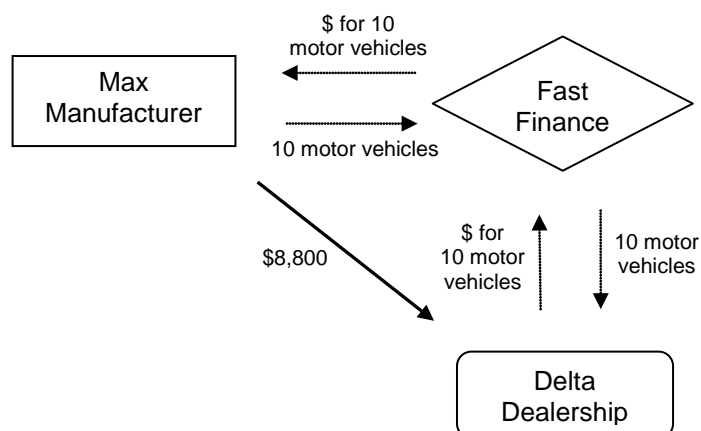 $ for 10
motor vehicles
Max
Manufacturer
Fast
Finance
10 motor vehicles
$8,800
$ for
10 motor
vehicles
10 motor
vehicles
Delta
Dealership